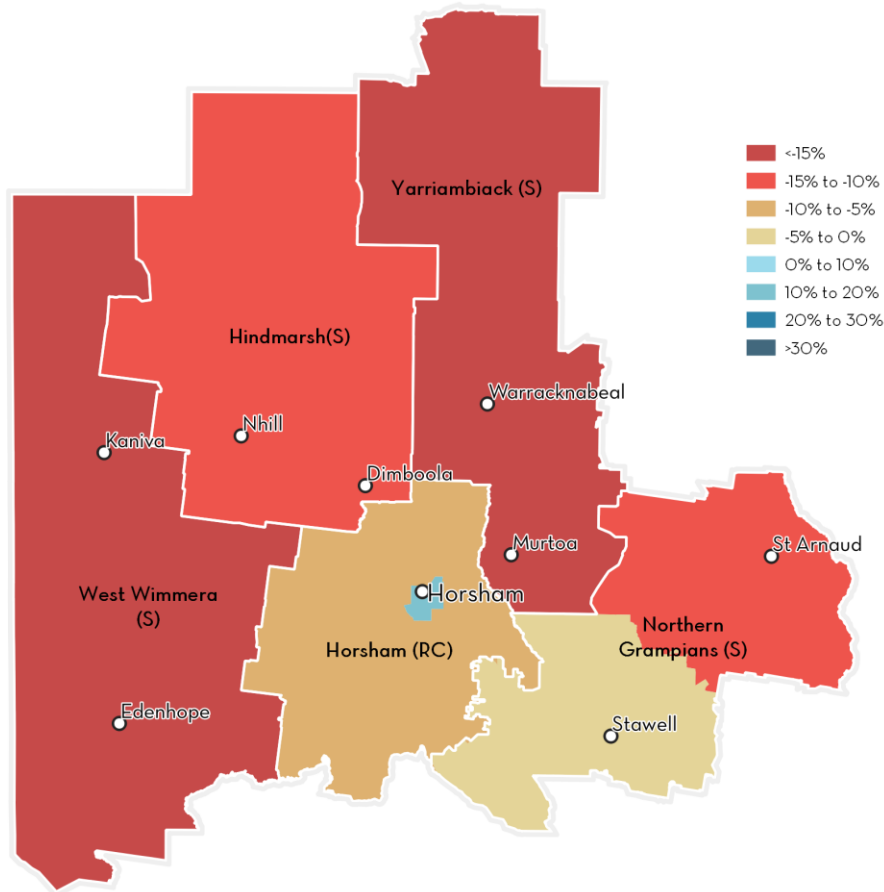 Yarriambiack (S)
<-15%
-15% to -10%
-10% to -5%
-5% to 0%
0% to 10%
10% to 20%
20% to 30%
>30%
Hindmarsh(S)
Warracknabeal
Nhill
Kaniva
Dimboola
Murtoa
St Arnaud
West Wimmera
(S)
Horsham
Horsham (RC)
Northern
Grampians (S)
Edenhope
Stawell